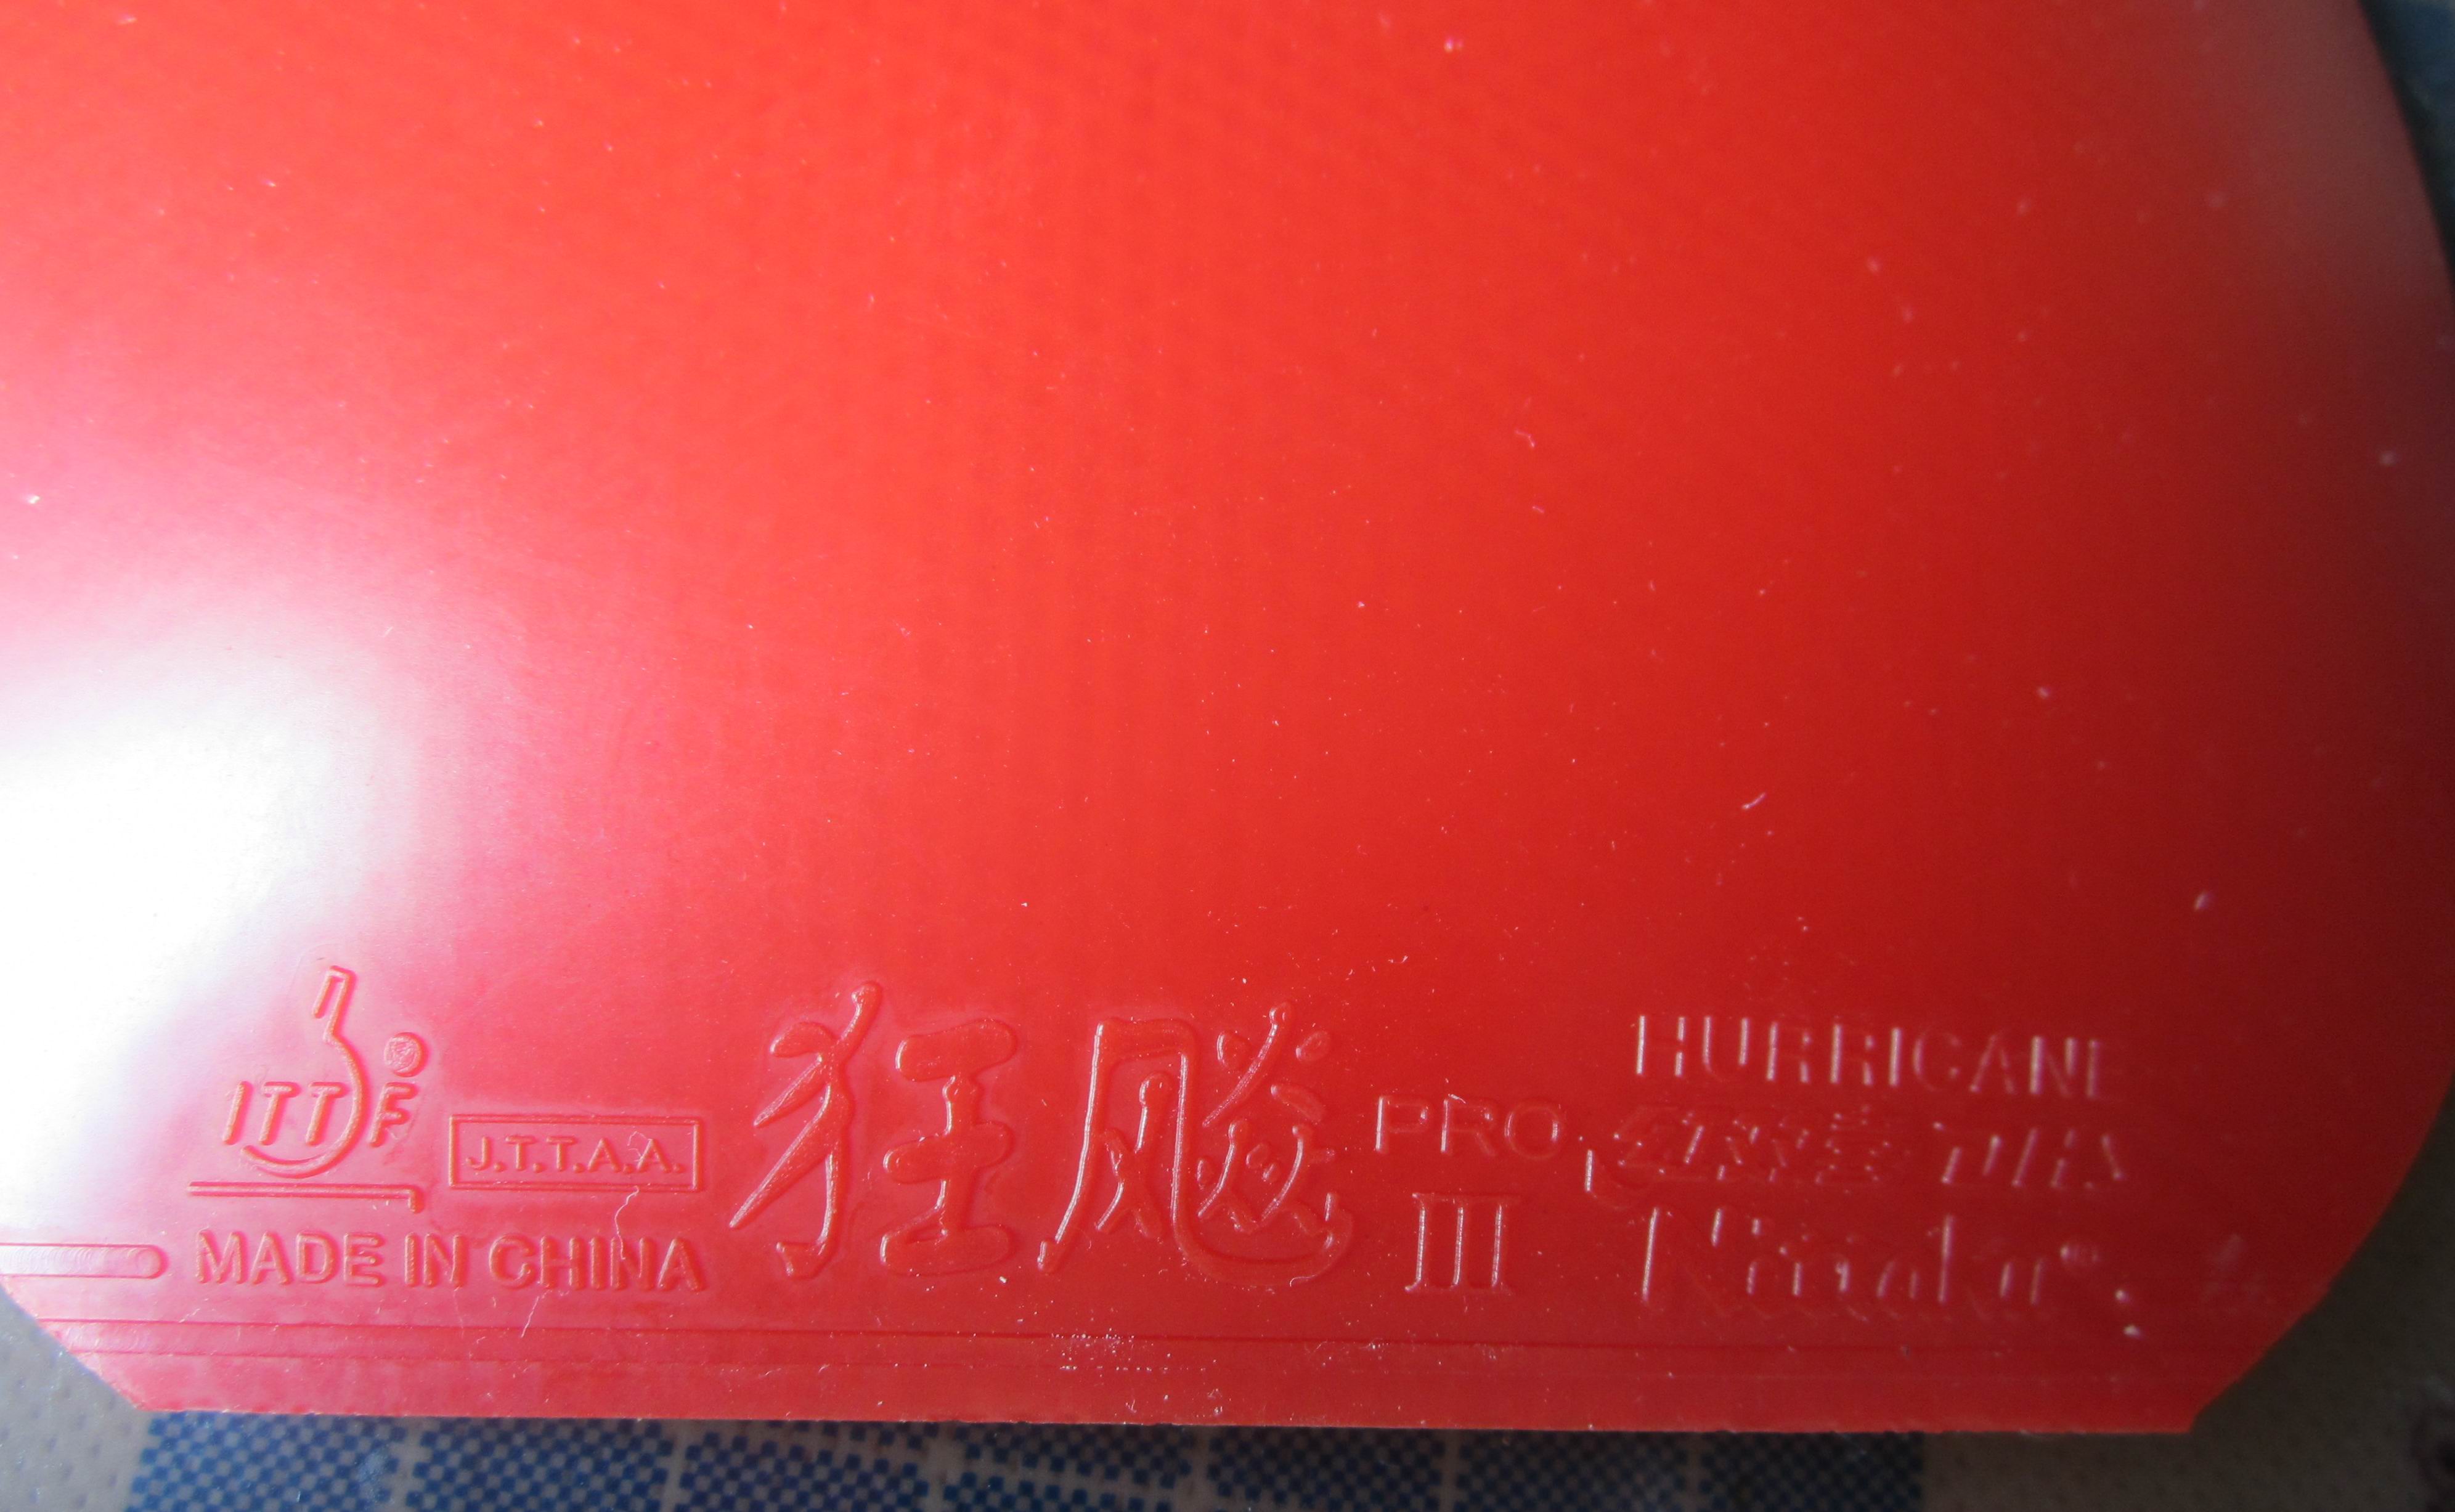 ITTF
J.T.T.A.A.
MADE IN CHINA
狂飚
PRO
III
HURRICANE
Nittaku